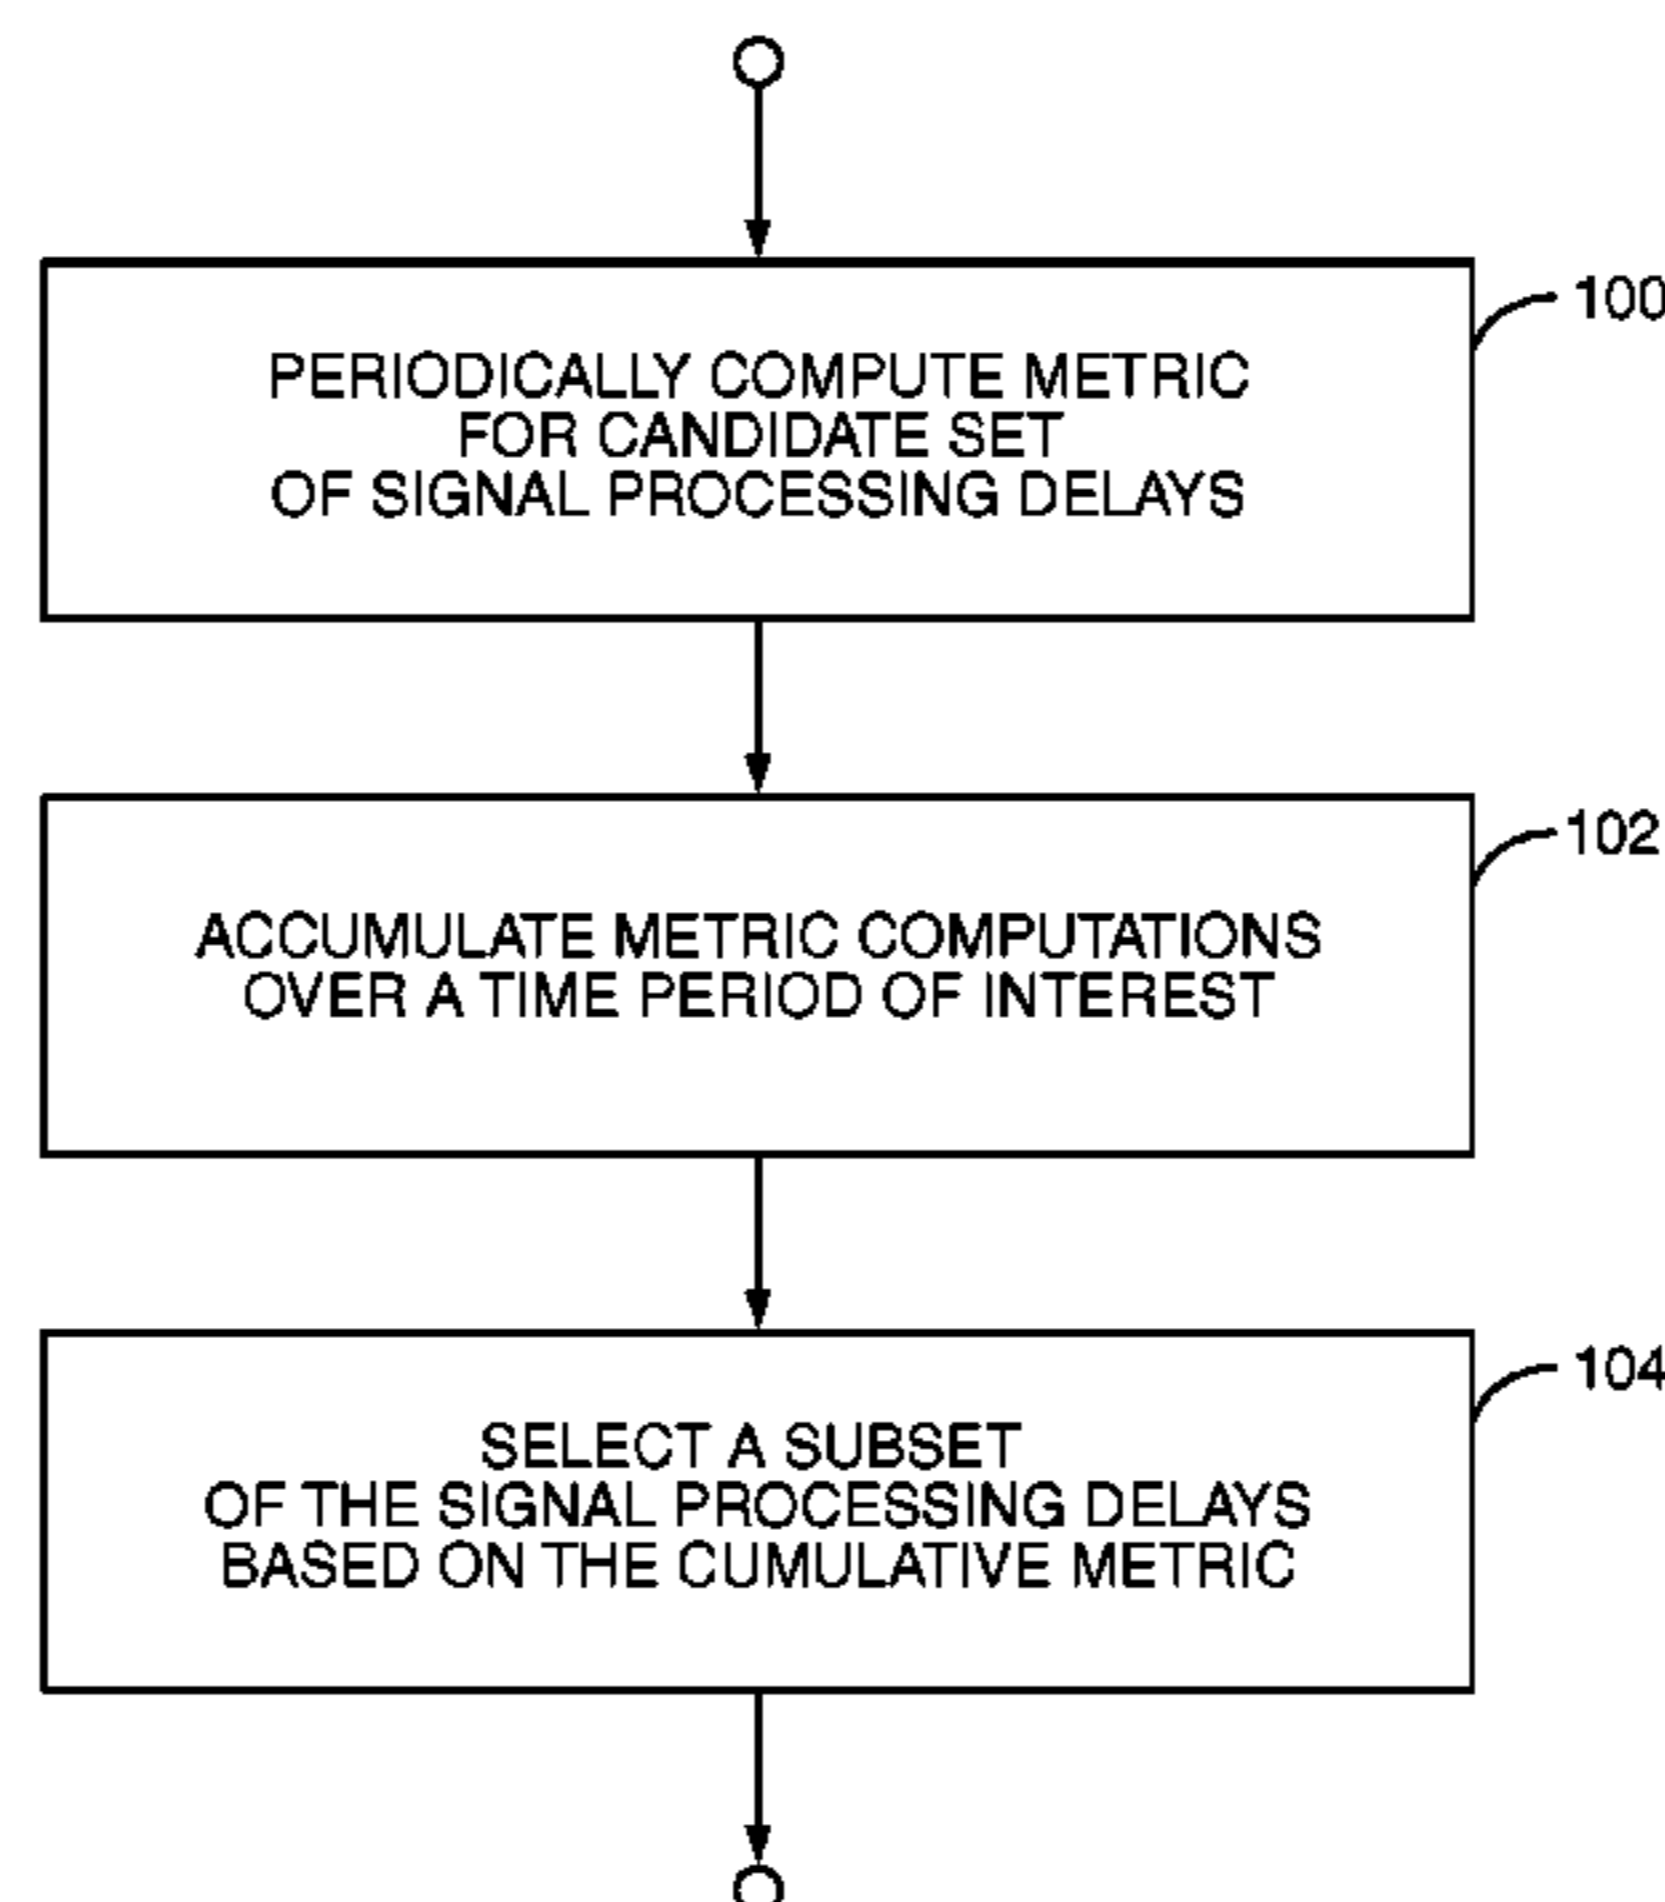 100
PERIODICALLY COMPUTE METRIC
FOR CANDIDATE SET
OF SIGNAL PROCESSING DELAYS
102
ACCUMULATE METRIC COMPUTATIONS
OVER A TIME PERIOD OF INTEREST
104
SELECT A SUBSET
OF THE SIGNAL PROCESSING DELAYS
BASED ON THE CUMULATIVE METRIC